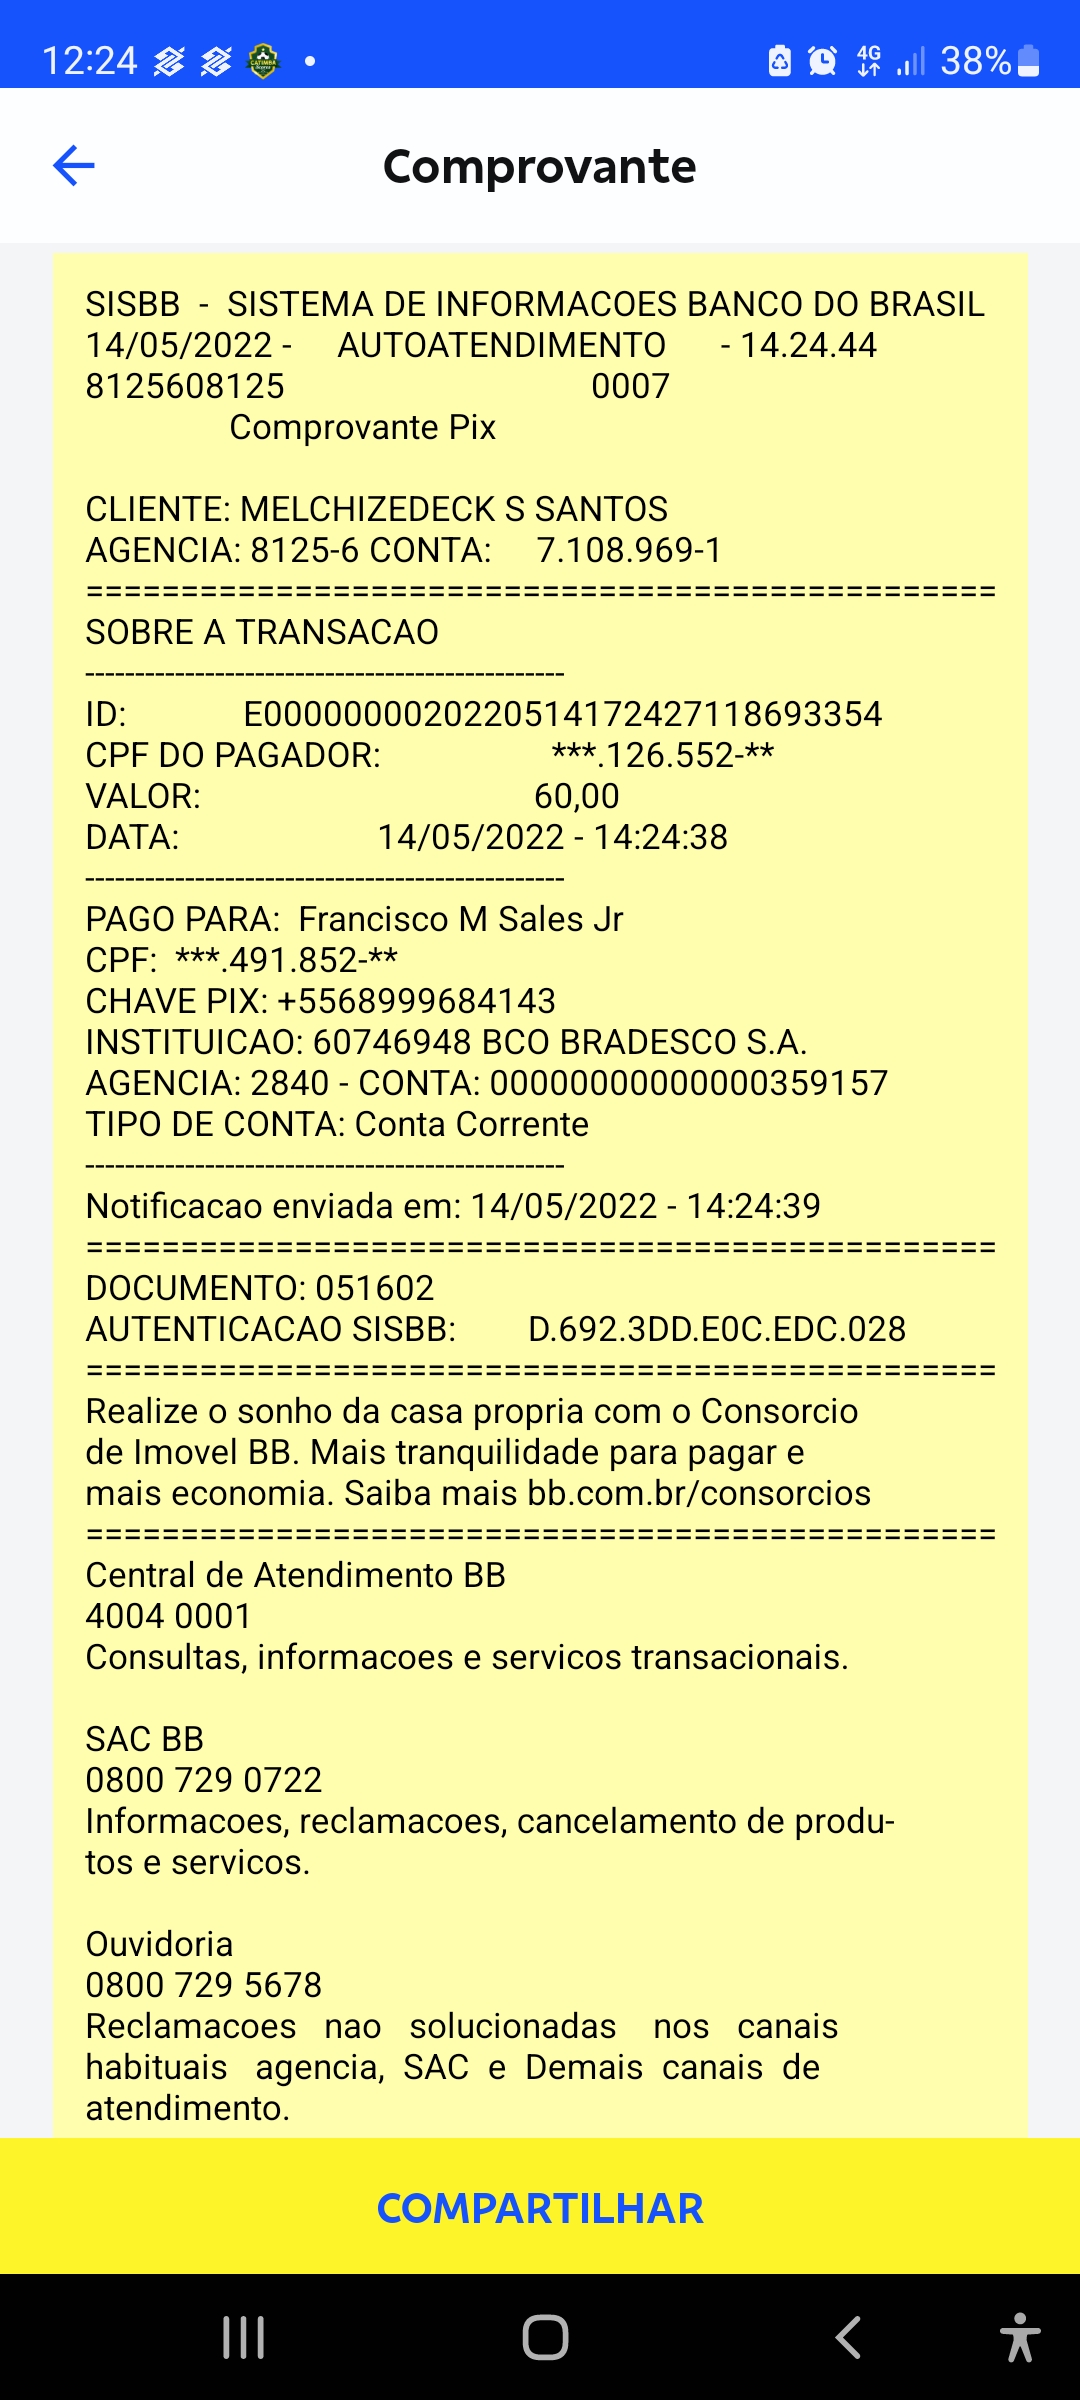 12:24
4G
38%
Comprovante
SISBB - SISTEMA DE INFORMACOES BANCO DO BRASIL
14/05/2022 - AUTOATENDIMENTO - 14.24.44
8125608125 0007
Comprovante Pix
CLIENTE: MELCHIZEDECK S SANTOS
AGENCIA: 8125-6 CONTA: 7.108.969-1
================================================
SOBRE A TRANSACAO
------------------------------------------------
ID: E00000000202205141724271186933​54
CPF DO PAGADOR: ***.126.552-**
VALOR: 60,00
DATA: 14/05/2022 - 14:24:38
------------------------------------------------
PAGO PARA: Francisco M Sales Jr
CPF: ***.491.852-**
CHAVE PIX: +5568999684143
INSTITUICAO: 60746948 BCO BRADESCO S.A.
AGENCIA: 2840 - CONTA: 00000000000000359157
TIPO DE CONTA: Conta Corrente
------------------------------------------------
Notificacao enviada em: 14/05/2022 - 14:24:39
================================================
DOCUMENTO: 051602
AUTENTICACAO SISBB: D.692.3DD.E0C.EDC.028
================================================
Realize o sonho da casa propria com o Consorcio
de Imovel BB. Mais tranquilidade para pagar e
mais economia. Saiba mais bb.com.br/consorcios
================================================
Central de Atendimento BB
4004 0001
Consultas, informacoes e servicos transacionais.
SAC BB
0800 729 0722
Informacoes, reclamacoes, cancelamento de produ-
tos e servicos.
Ouvidoria
0800 729 5678
Reclamacoes nao solucionadas nos canais
habituais agencia, SAC e Demais canais de
atendimento.
COMPARTILHAR